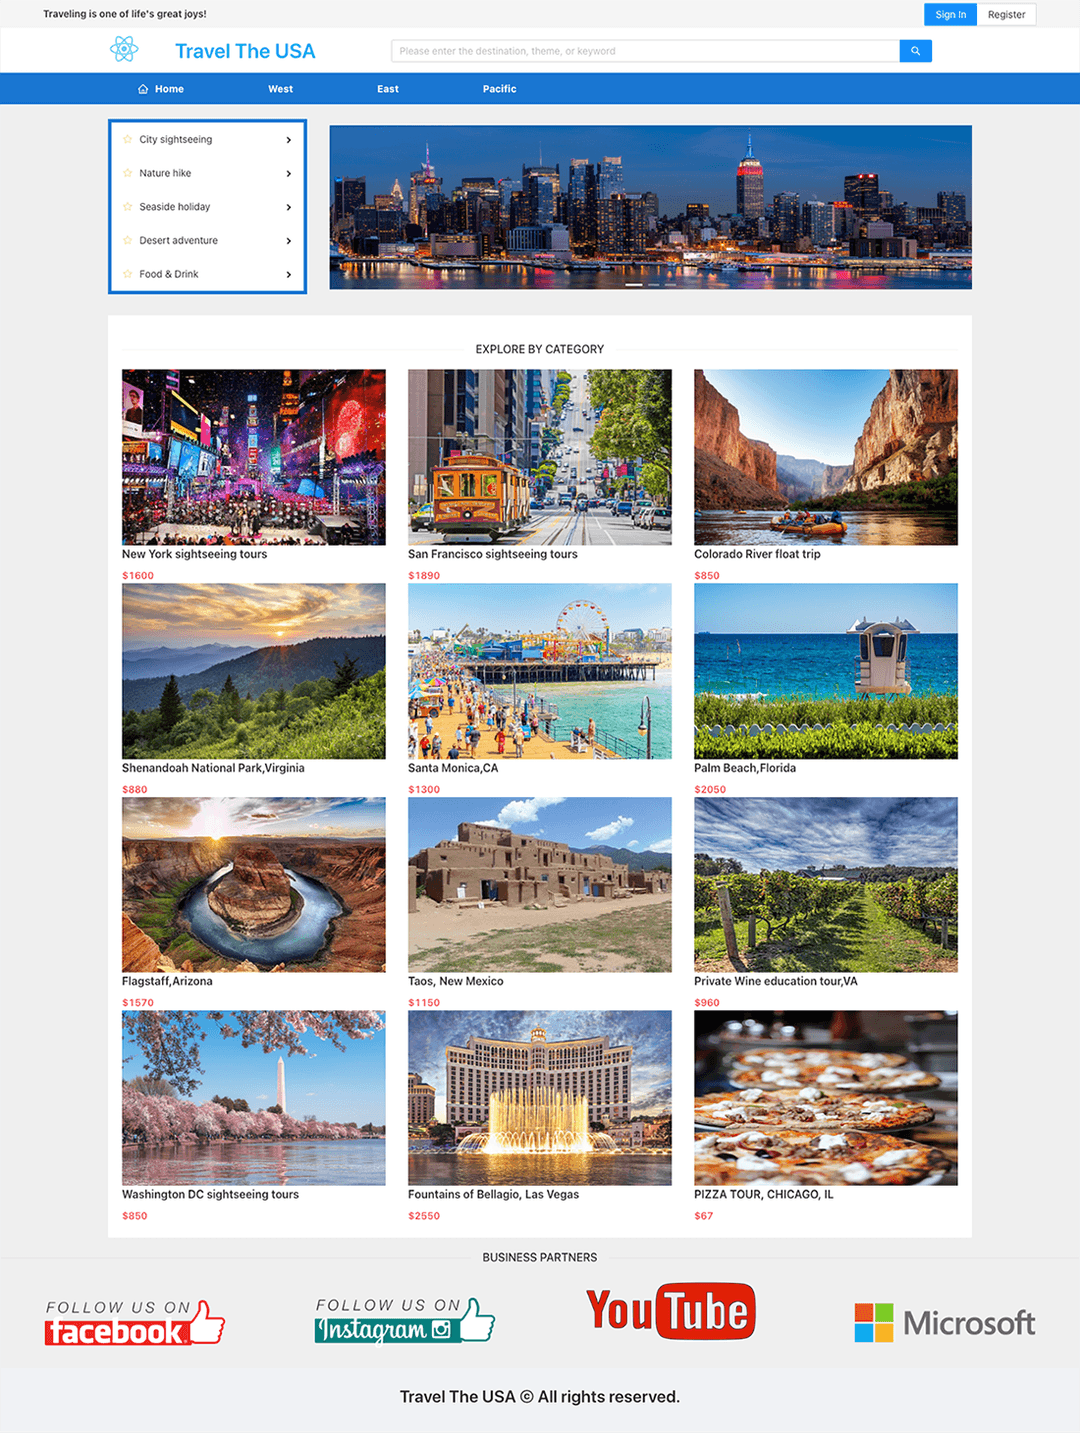 Traveling is one of life's great joys!
Sign In Register
Travel The USA
Please enter the destination, theme, or keyword
Home West East Pacific
City sightseeing
Nature hike
Seaside holiday
Desert adventure
Food & Drink
EXPLORE BY CATEGORY
New York sightseeing tours
$1600
San Francisco sightseeing tours
$1890
Colorado River float trip
$850
Shenandoah National Park,Virginia
$880
Santa Monica,CA
$1300
Palm Beach,Florida
$2050
Flagstaff,Arizona
$1570
Taos, New Mexico
$1150
Private Wine education tour,VA
$960
Washington DC sightseeing tours
$850
Fountains of Bellagio, Las Vegas
$2550
PIZZA TOUR, CHICAGO, IL
$67
BUSINESS PARTNERS
FOLLOW US ON
facebook
FOLLOW US ON
Instagram
YouTube
Microsoft
Travel The USA © All rights reserved.